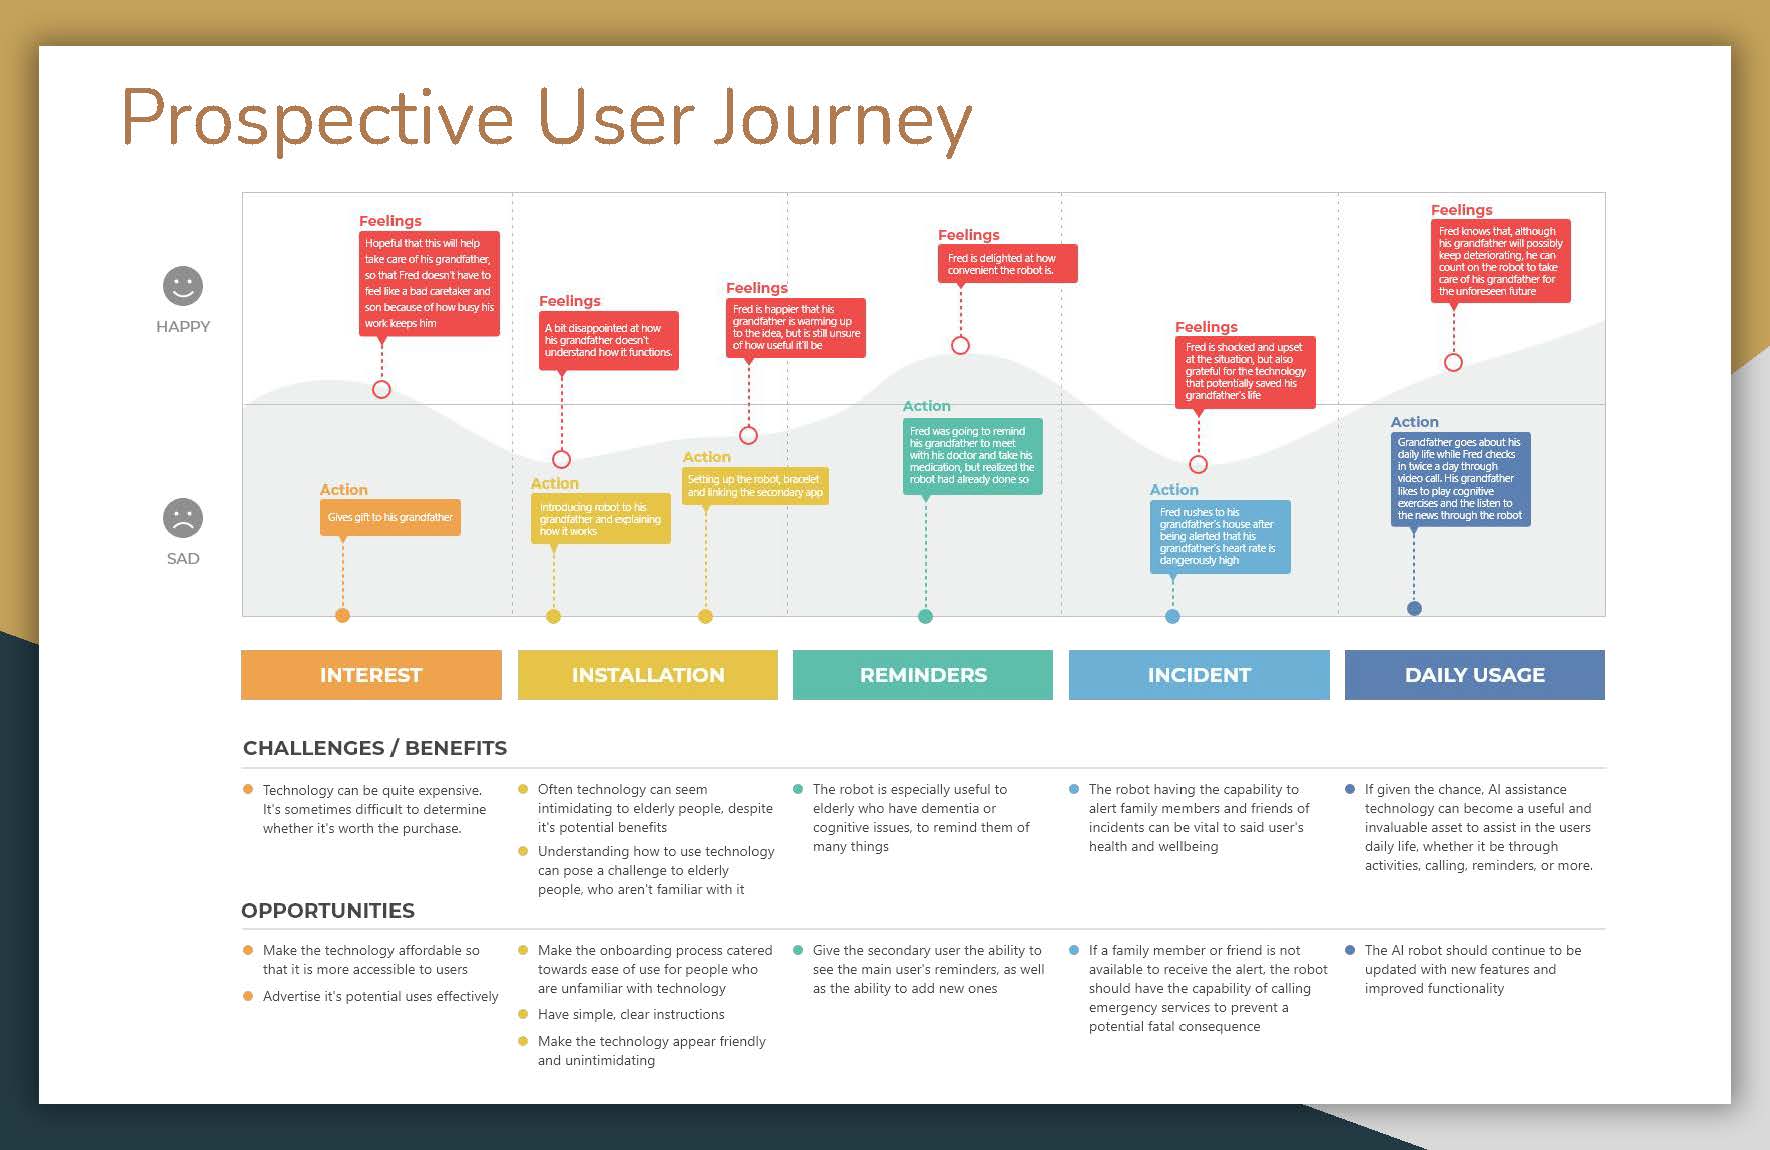 Prospective User Journey
HAPPY
SAD
Feelings
Hopeful that this will help
take care of his grandfather,
so that Fred doesn't have to
feel like a bad caretaker and
son because of how busy his
work keeps him
Action
Gives gift to his grandfather
Feelings
A bit disappointed at how
his grandfather doesn't
understand how it functions.
Action
Introducing robot to his
grandfather and explaining
how it works
Feelings
Fred is happier that his
grandfather is warming up
to the idea, but is still unsure
of how useful it'll be
Action
Setting up the robot, bracelet
and linking the secondary app
Feelings
Fred is delighted at how
convenient the robot is.
Action
Fred was going to remind
his grandfather to meet
with his doctor and take his
medication, but realized the
robot had already done so
Feelings
Fred is shocked and upset
at the situation, but also
grateful for the technology
that potentially saved his
grandfather's life
Action
Fred rushes to his
grandfather's house after
being alerted that his
grandfather's heart rate is
dangerously high
Feelings
Fred knows that, although
his grandfather will possibly
keep deteriorating, he can
count on the robot to take
care of his grandfather for
the unforeseen future
Action
Grandfather goes about his
daily life while Fred checks
in twice a day through
video call. His grandfather
likes to play cognitive
exercises and the listen to
the news through the robot
INTEREST
INSTALLATION
REMINDERS
INCIDENT
DAILY USAGE
CHALLENGES / BENEFITS
Technology can be quite expensive.
It's sometimes difficult to determine
whether it's worth the purchase.
Often technology can seem
intimidating to elderly people, despite
it's potential benefits
Understanding how to use technology
can pose a challenge to elderly
people, who aren't familiar with it
The robot is especially useful to
elderly who have dementia or
cognitive issues, to remind them of
many things
The robot having the capability to
alert family members and friends of
incidents can be vital to said user's
health and wellbeing
If given the chance, AI assistance
technology can become a useful and
invaluable asset to assist in the users
daily life, whether it be through
activities, calling, reminders, or more.
OPPORTUNITIES
Make the technology affordable so
that it is more accessible to users
Advertise it's potential uses effectively
Make the onboarding process catered
towards ease of use for people who
are unfamiliar with technology
Have simple, clear instructions
Make the technology appear friendly
and unintimidating
Give the secondary user the ability to
see the main user's reminders, as well
as the ability to add new ones
If a family member or friend is not
available to receive the alert, the robot
should have the capability of calling
emergency services to prevent a
potential fatal consequence
The AI robot should continue to be
updated with new features and
improved functionality